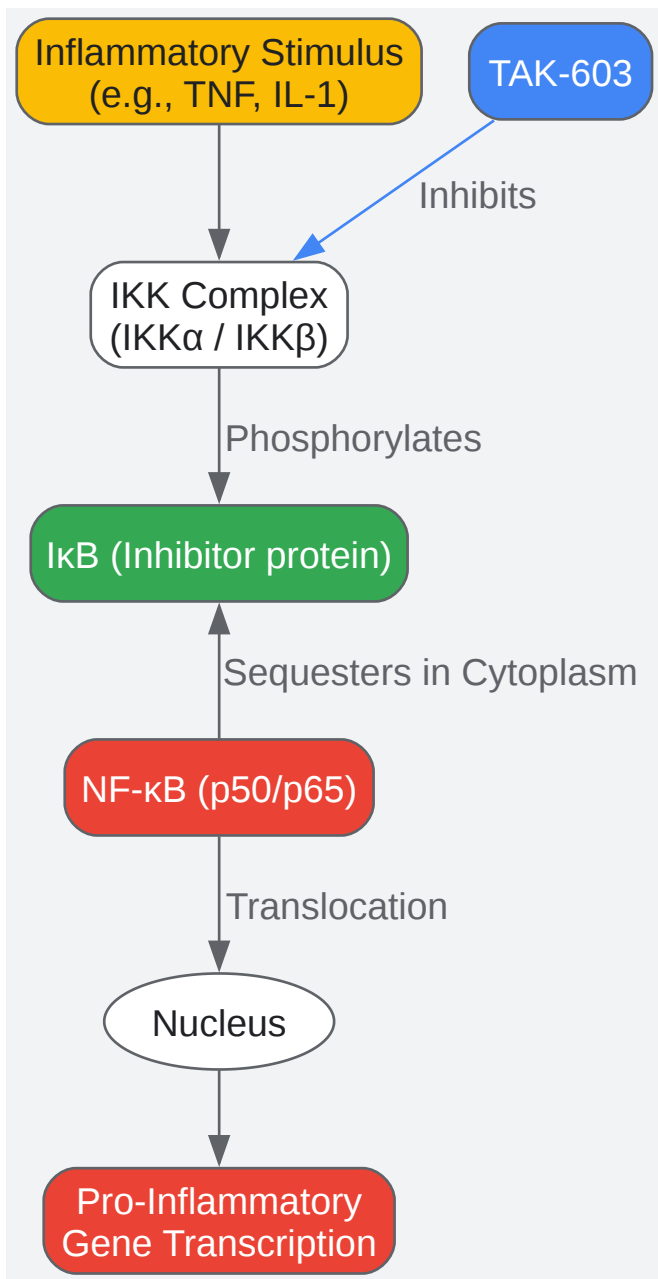 Inflammatory Stimulus
(e.g., TNF, IL-1)
TAK-603
Inhibits
IKK Complex
(IKKα / IKKβ)
Phosphorylates
IκB (Inhibitor protein)
Sequesters in Cytoplasm
NF-κB (p50/p65)
Translocation
Nucleus
Pro-Inflammatory
Gene Transcription